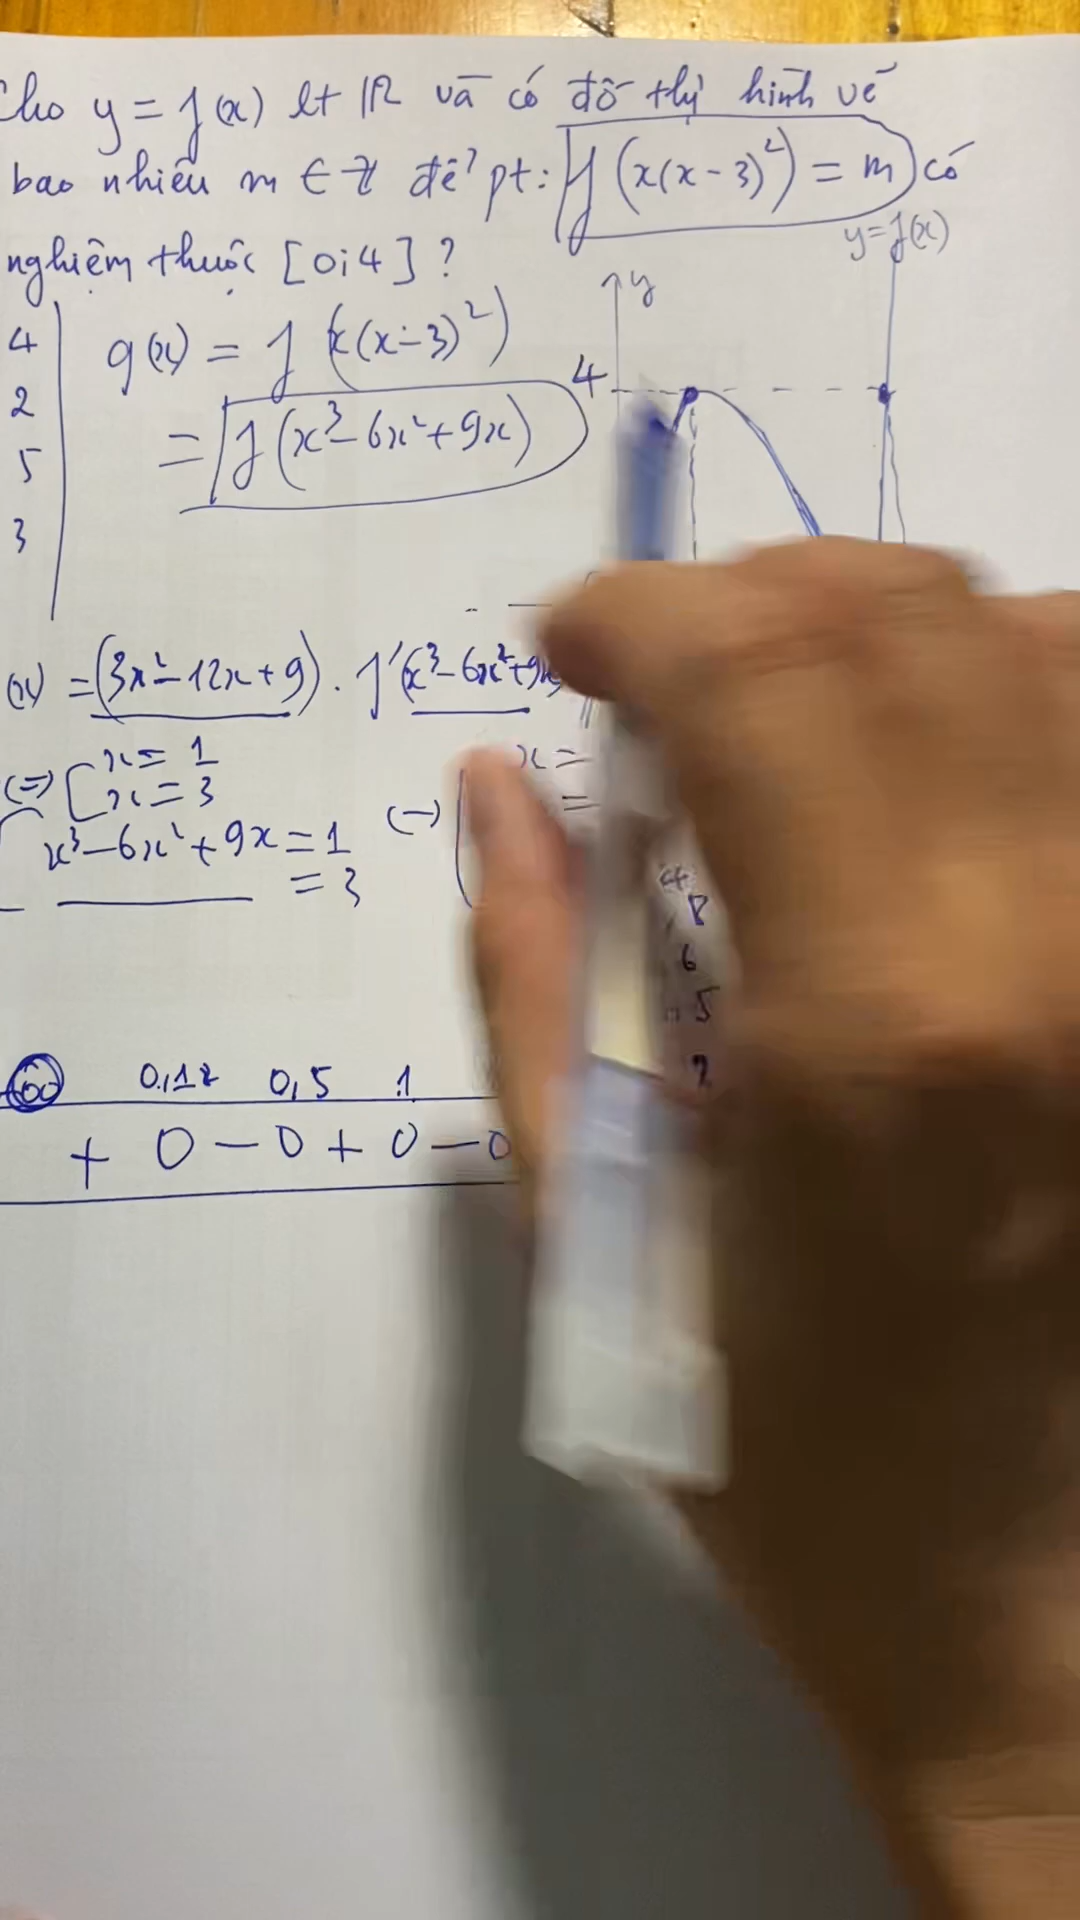 Cho y = f(x) lt ℝ và có đồ thị hình vẽ
bao nhiêu m ∈ Z để pt: f(x(x-3)²) = m có
nghiệm thuộc [0;4]?
y = f(x)
y
4
4
2
5
3
g(x) = f(x(x-3)²)
= f(x³-6x²+9x)
(x) = (3x²-12x+9).f'(x³-6x²+9x
(=) x = 1
x = 3
x³-6x²+9x = 1
= 3
(=) x =
=
8
6
5
0,12 0,5 1
+ 0 - 0 + 0 - 0